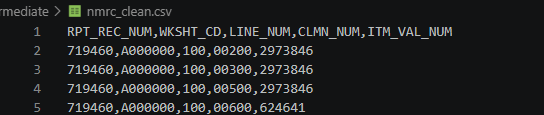 rmediate > nmrc_clean.csv
1 RPT_REC_NUM,WKSHT_CD,LINE_NUM,CLMN_NUM,ITM_VAL_NUM
2 719460,A000000,100,00200,2973846
3 719460,A000000,100,00300,2973846
4 719460,A000000,100,00500,2973846
5 719460,A000000,100,00600,624641